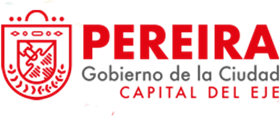 PEREIRA
Gobierno de la Ciudad
CAPITAL DEL EJE